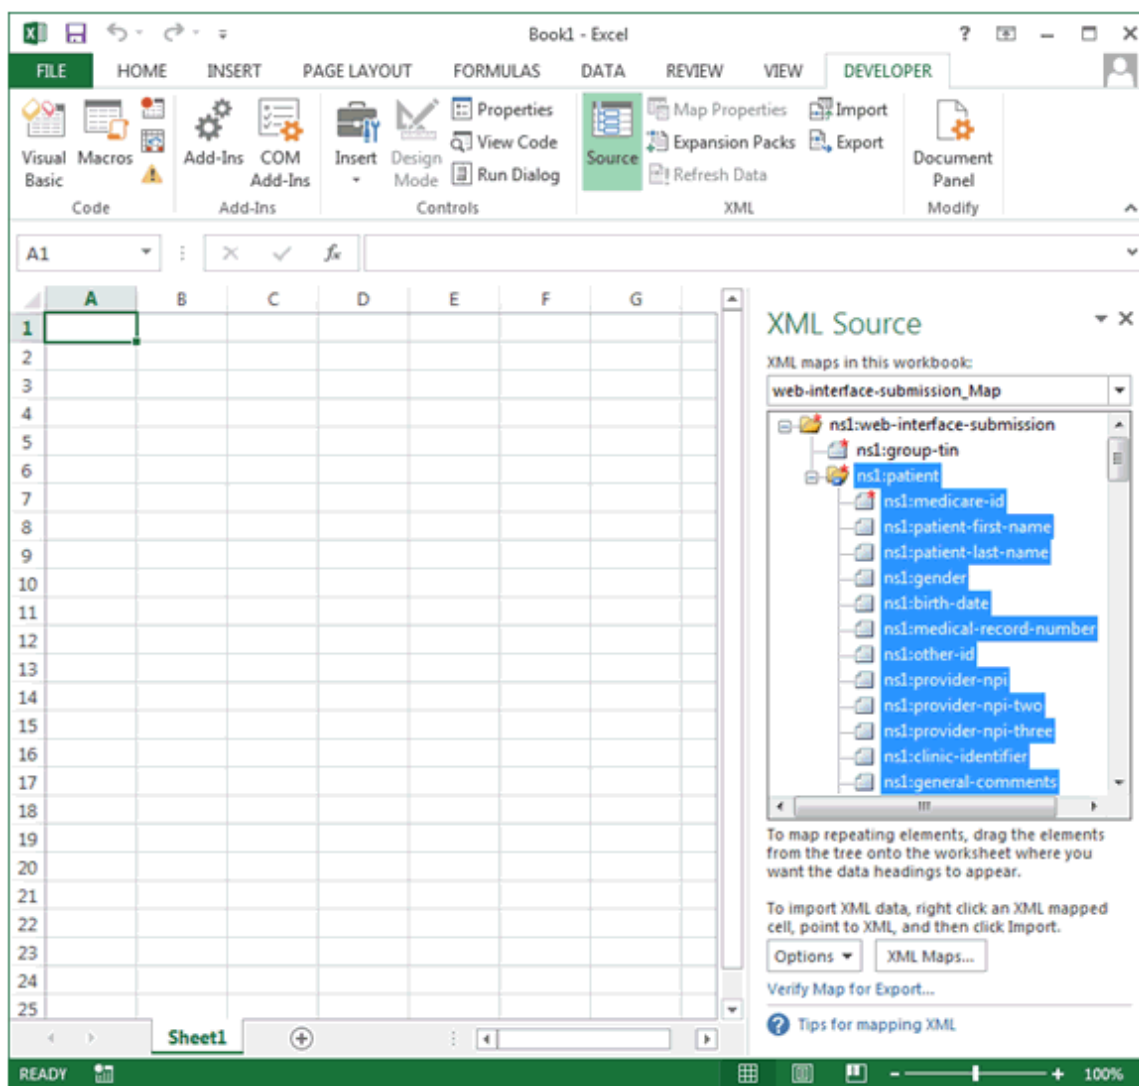 Book1 - Excel
?
FILE HOME INSERT PAGE LAYOUT FORMULAS DATA REVIEW VIEW DEVELOPER
Visual Basic
Macros
Code
Add-Ins
COM Add-Ins
Add-Ins
Insert
Design Mode
Properties
View Code
Run Dialog
Controls
Source
Map Properties
Expansion Packs
Refresh Data
Import
Export
XML
Document Panel
Modify
A1
fx
A B C D E F G
1
2
3
4
5
6
7
8
9
10
11
12
13
14
15
16
17
18
19
20
21
22
23
24
25
XML Source
XML maps in this workbook:
web-interface-submission_Map
ns1:web-interface-submission
ns1:group-tin
ns1:patient
ns1:medicare-id
ns1:patient-first-name
ns1:patient-last-name
ns1:gender
ns1:birth-date
ns1:medical-record-number
ns1:other-id
ns1:provider-npi
ns1:provider-npi-two
ns1:provider-npi-three
ns1:clinic-identifier
ns1:general-comments
To map repeating elements, drag the elements
from the tree onto the worksheet where you
want the data headings to appear.
To import XML data, right click an XML mapped
cell, point to XML, and then click Import.
Options
XML Maps...
Verify Map for Export...
Tips for mapping XML
Sheet1
READY
100%